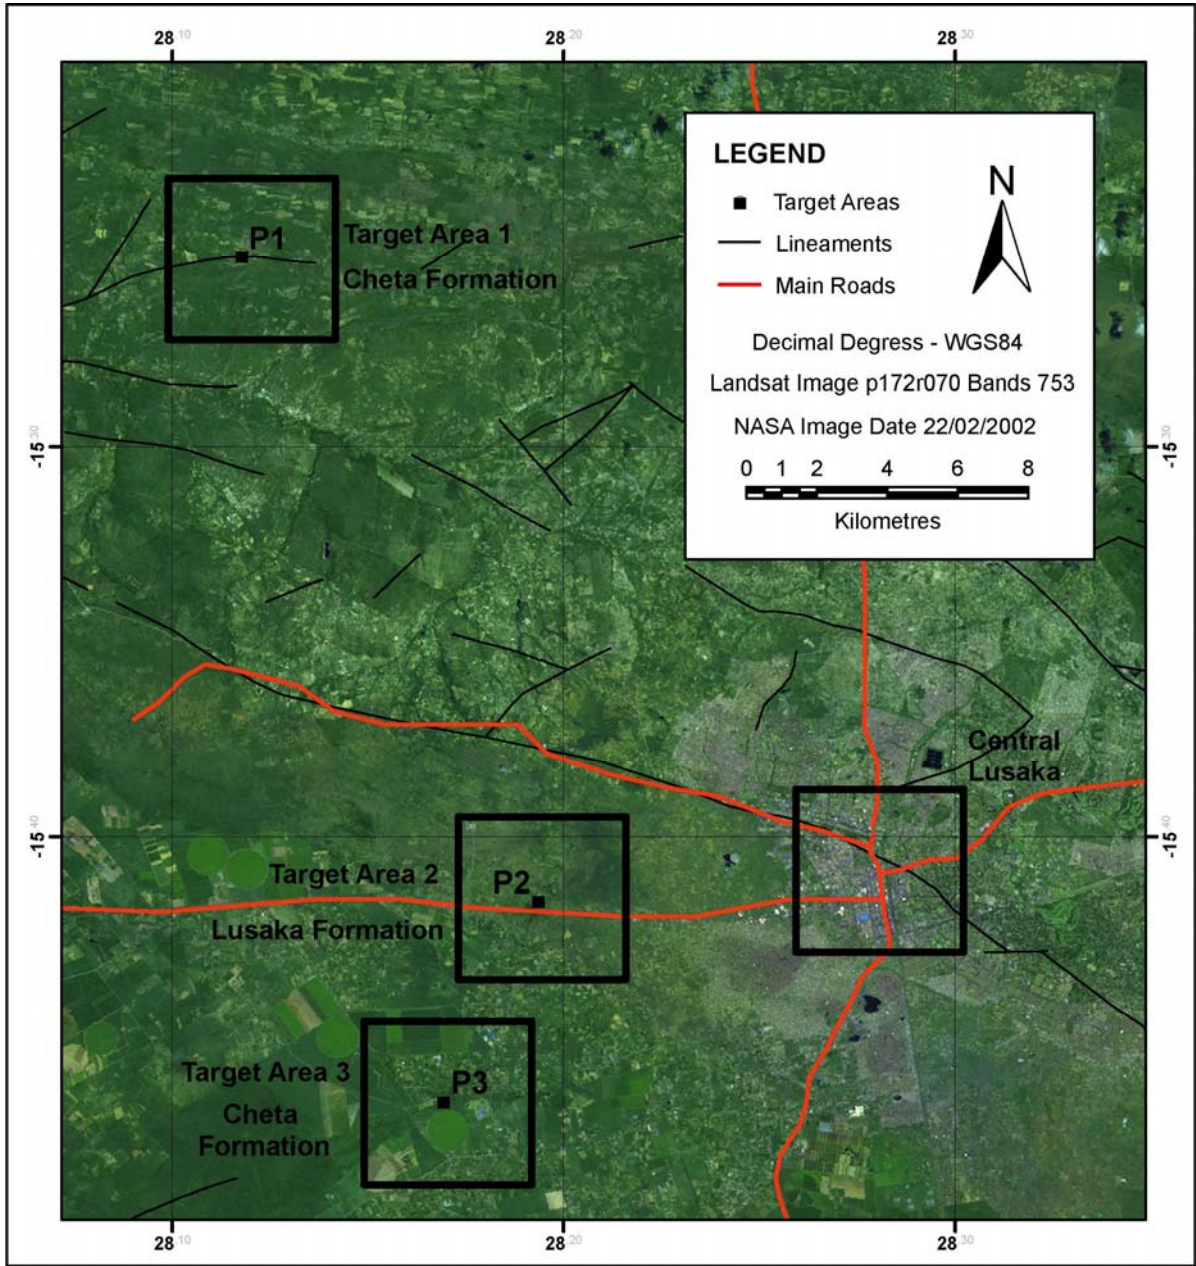 28.10 28.20 28.30
LEGEND
N
Target Areas
Lineaments
Main Roads
Decimal Degress - WGS84
Landsat Image p172r070 Bands 753
NASA Image Date 22/02/2002
0 1 2 4 6 8
Kilometres
P1
Target Area 1
Cheta Formation
-15.30 -15.30
Central
Lusaka
-15.40 -15.40
Target Area 2
P2
Lusaka Formation
Target Area 3
P3
Cheta
Formation
28.10 28.20 28.30